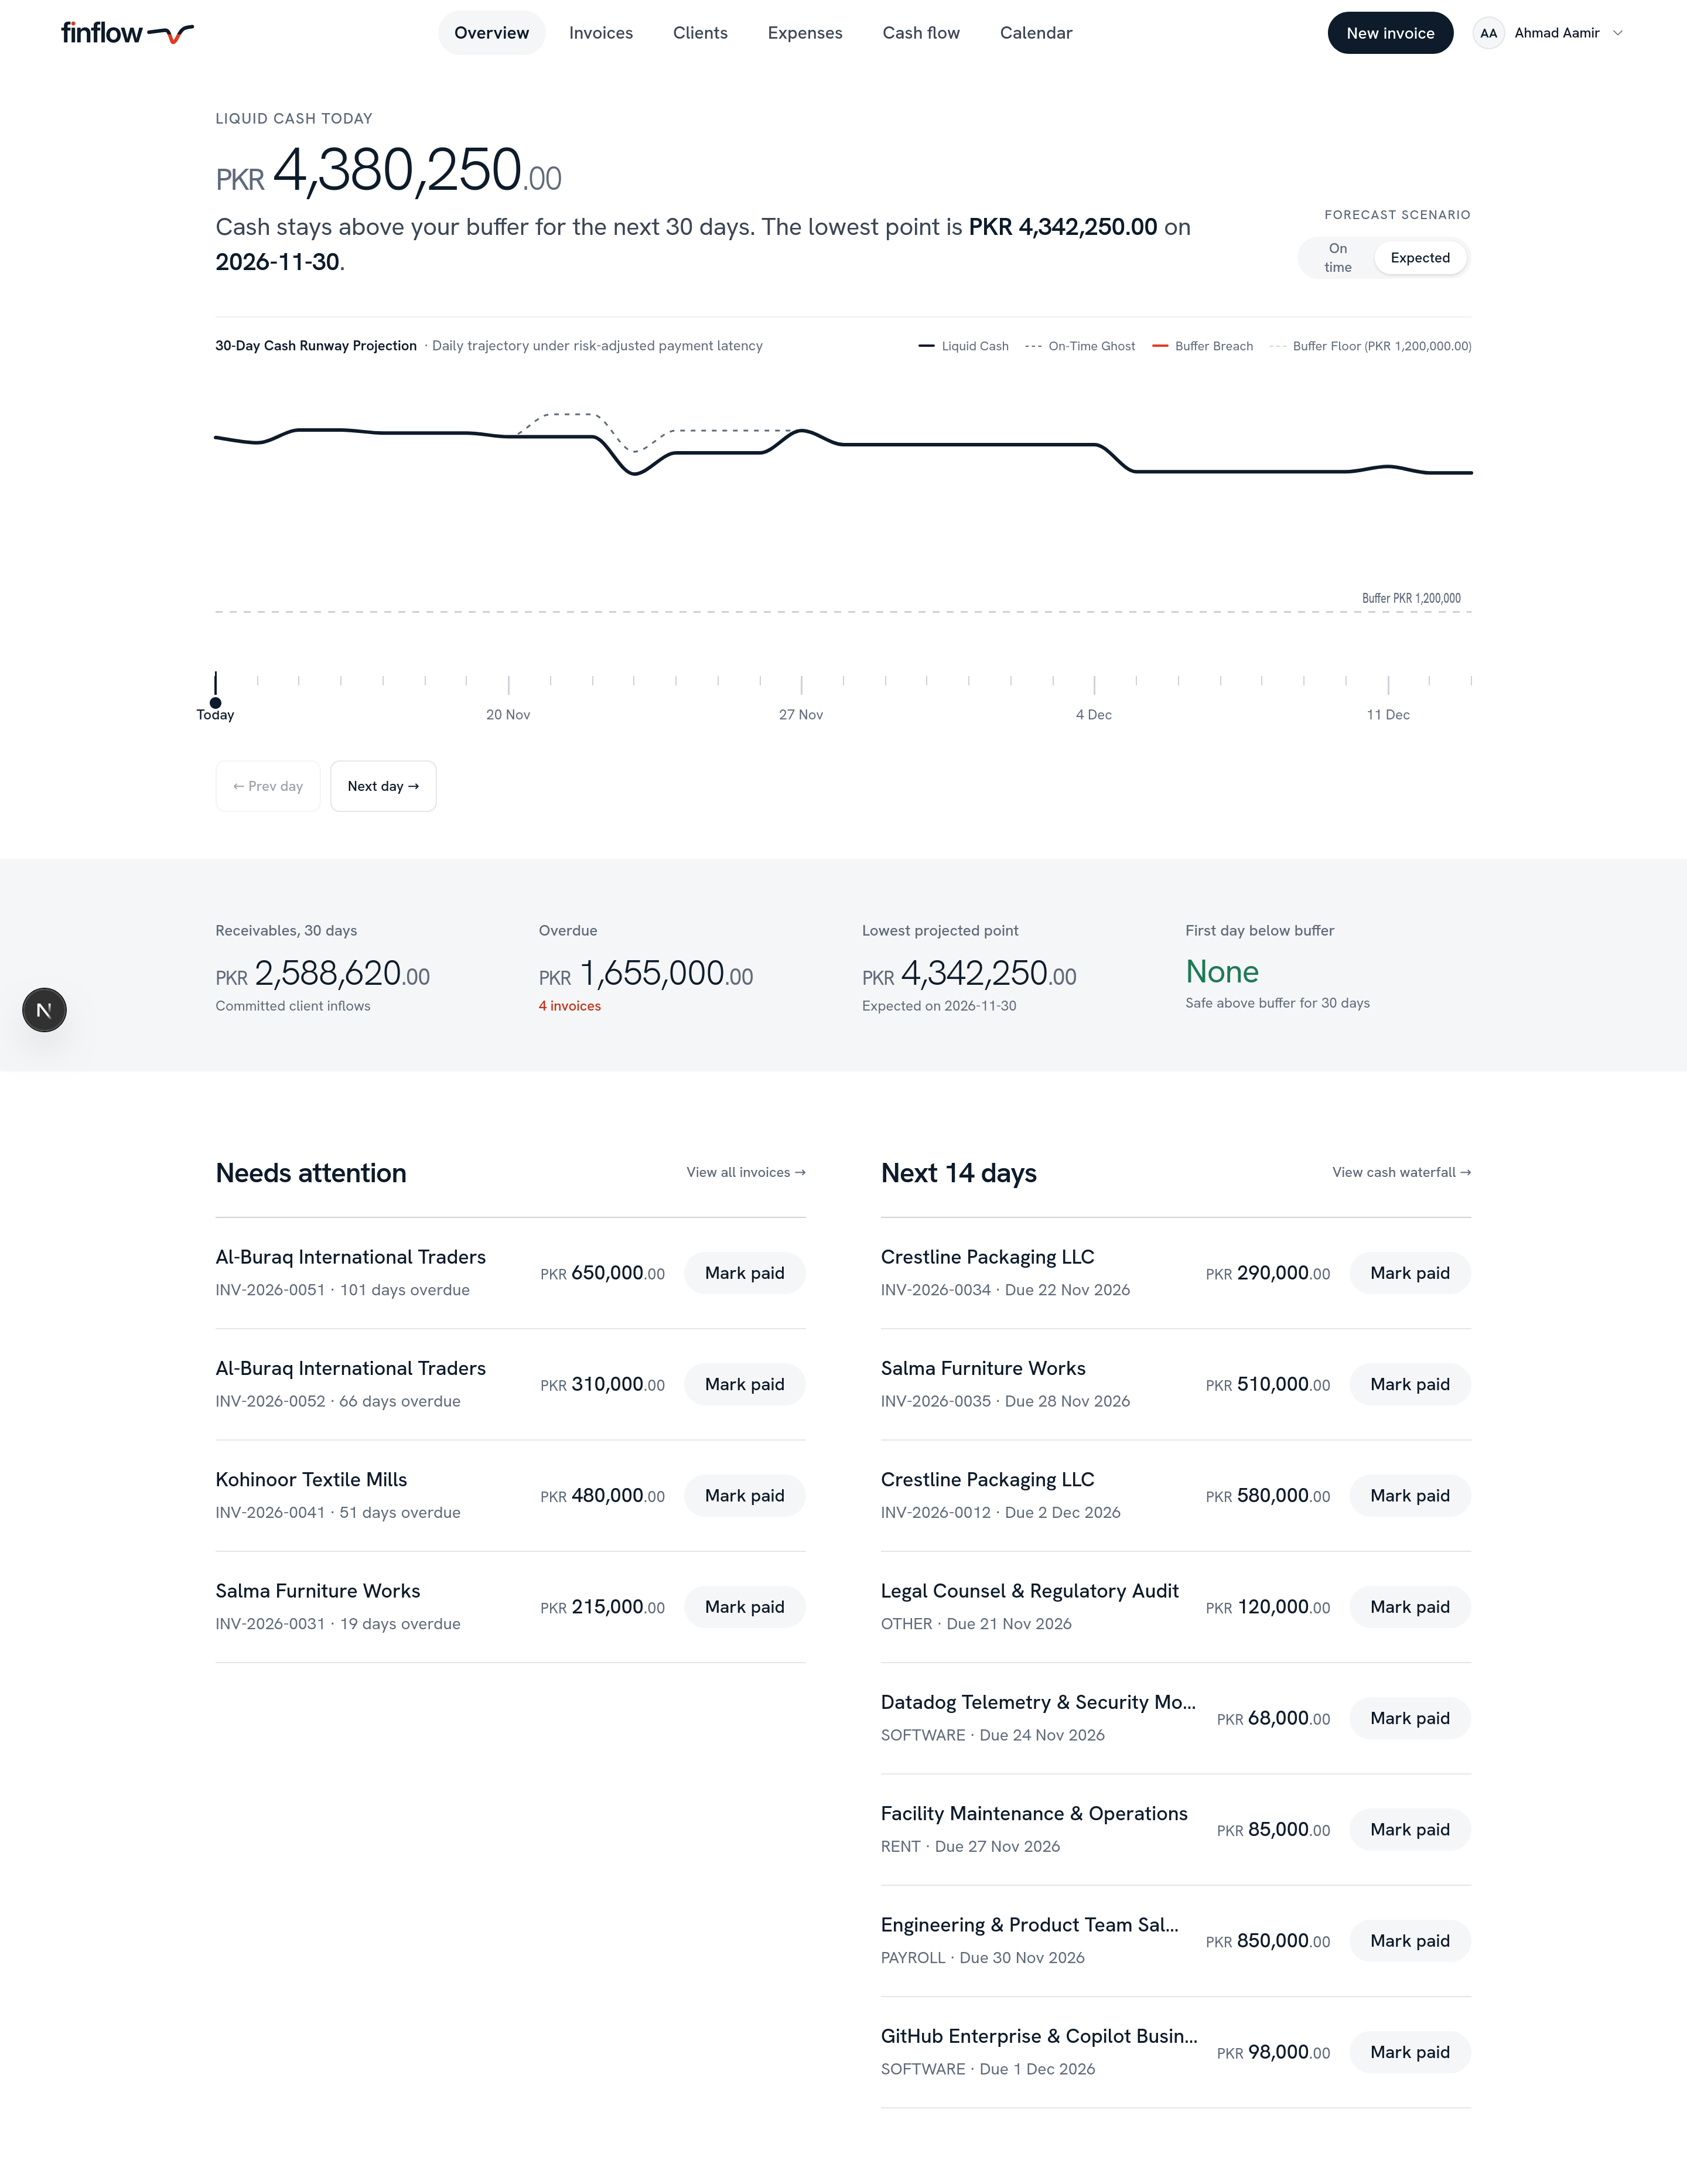 finflow
Overview Invoices Clients Expenses Cash flow Calendar
New invoice
AA Ahmad Aamir
LIQUID CASH TODAY
PKR 4,380,250.00
Cash stays above your buffer for the next 30 days. The lowest point is PKR 4,342,250.00 on
2026-11-30.
FORECAST SCENARIO
On
time
Expected
30-Day Cash Runway Projection · Daily trajectory under risk-adjusted payment latency
Liquid Cash On-Time Ghost Buffer Breach Buffer Floor (PKR 1,200,000.00)
Buffer PKR 1,200,000
Today 20 Nov 27 Nov 4 Dec 11 Dec
← Prev day Next day →
Receivables, 30 days
PKR 2,588,620.00
Committed client inflows
Overdue
PKR 1,655,000.00
4 invoices
Lowest projected point
PKR 4,342,250.00
Expected on 2026-11-30
First day below buffer
None
Safe above buffer for 30 days
N
Needs attention
View all invoices →
Al-Buraq International Traders
INV-2026-0051 · 101 days overdue
PKR 650,000.00 Mark paid
Al-Buraq International Traders
INV-2026-0052 · 66 days overdue
PKR 310,000.00 Mark paid
Kohinoor Textile Mills
INV-2026-0041 · 51 days overdue
PKR 480,000.00 Mark paid
Salma Furniture Works
INV-2026-0031 · 19 days overdue
PKR 215,000.00 Mark paid
Next 14 days
View cash waterfall →
Crestline Packaging LLC
INV-2026-0034 · Due 22 Nov 2026
PKR 290,000.00 Mark paid
Salma Furniture Works
INV-2026-0035 · Due 28 Nov 2026
PKR 510,000.00 Mark paid
Crestline Packaging LLC
INV-2026-0012 · Due 2 Dec 2026
PKR 580,000.00 Mark paid
Legal Counsel & Regulatory Audit
OTHER · Due 21 Nov 2026
PKR 120,000.00 Mark paid
Datadog Telemetry & Security Mo...
SOFTWARE · Due 24 Nov 2026
PKR 68,000.00 Mark paid
Facility Maintenance & Operations
RENT · Due 27 Nov 2026
PKR 85,000.00 Mark paid
Engineering & Product Team Sal...
PAYROLL · Due 30 Nov 2026
PKR 850,000.00 Mark paid
GitHub Enterprise & Copilot Busin...
SOFTWARE · Due 1 Dec 2026
PKR 98,000.00 Mark paid